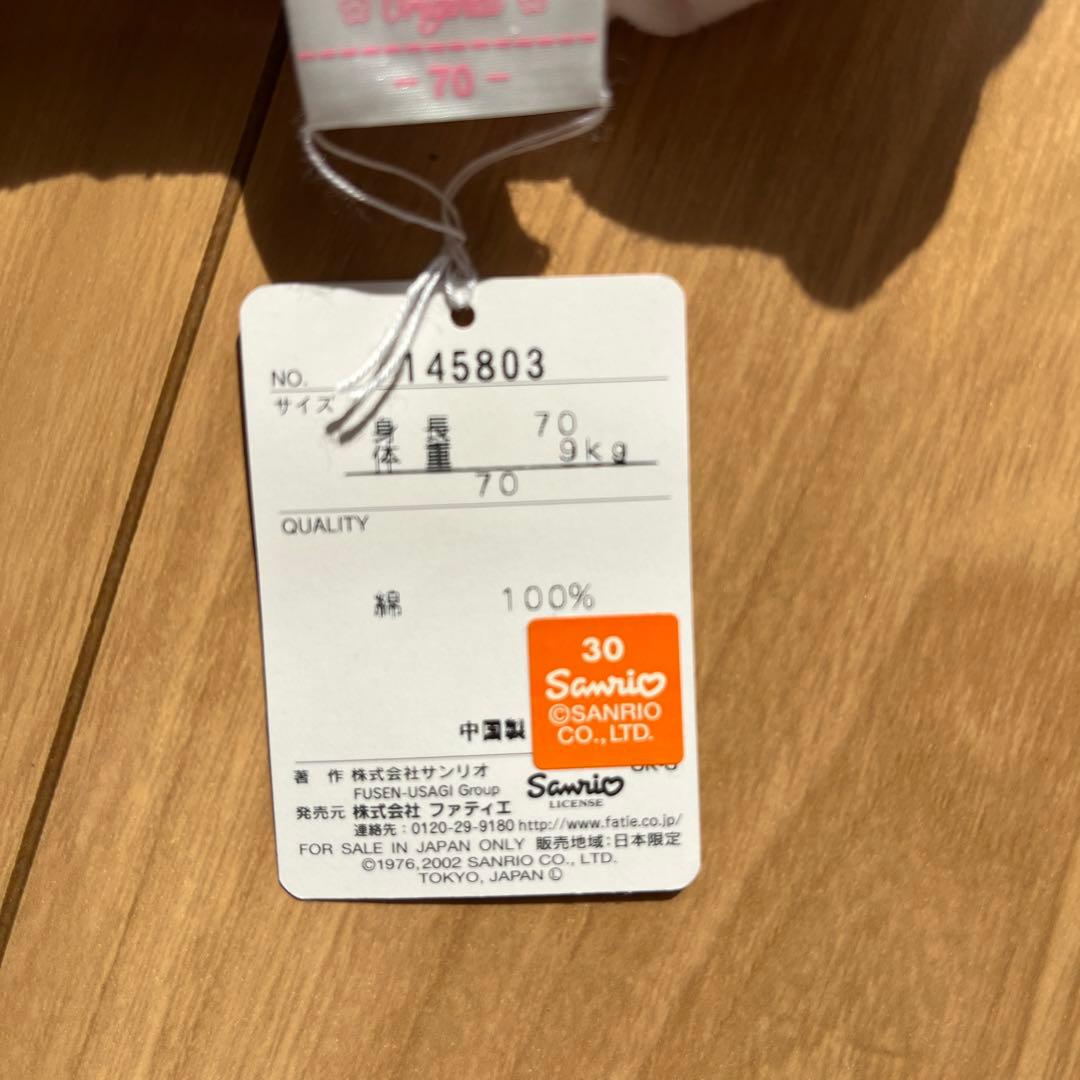 - 70 -
NO. 145803
サイズ
身長 70
体重 9kg
70
QUALITY
綿 100%
30
Sanrio
©SANRIO
CO., LTD.
中国製
著 作 株式会社サンリオ
FUSEN-USAGI Group
Sanrio
LICENSE
発売元 株式会社 ファティエ
連絡先:0120-29-9180 http://www.fatie.co.jp/
FOR SALE IN JAPAN ONLY 販売地域:日本限定
©1976,2002 SANRIO CO., LTD.
TOKYO, JAPAN Ⓛ